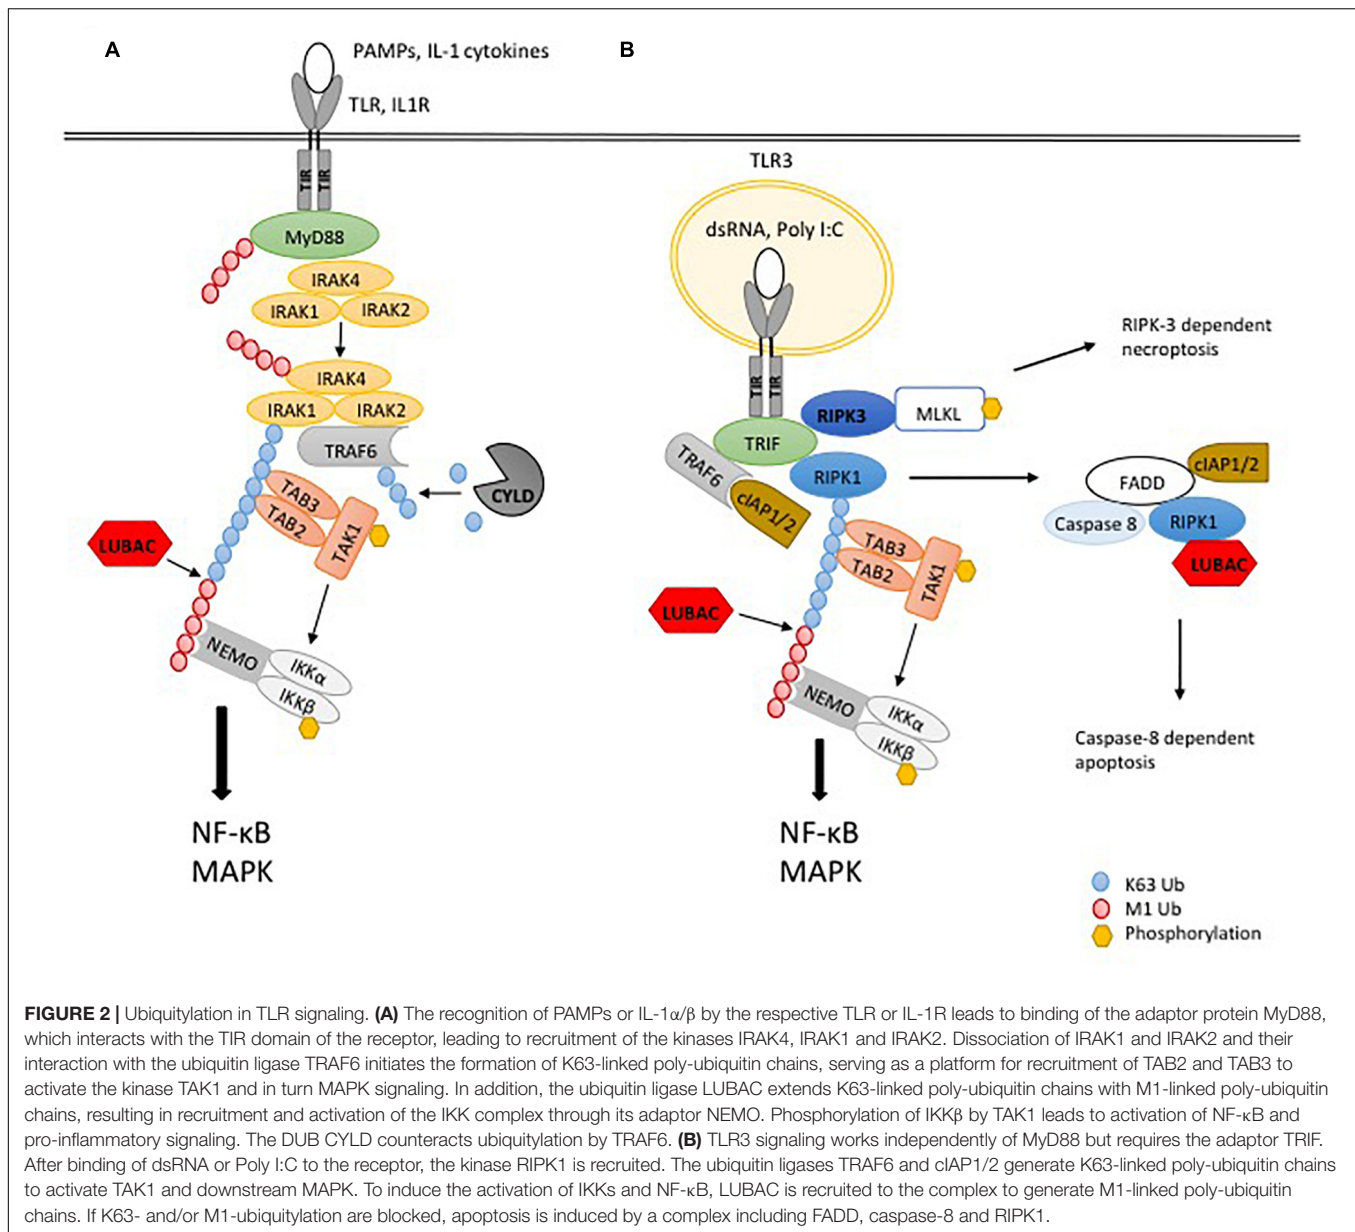 A
PAMPs, IL-1 cytokines
TLR, IL1R
TIR
TIR
MyD88
IRAK4
IRAK1
IRAK2
IRAK4
IRAK1
IRAK2
TRAF6
CYLD
TAB3
TAB2
TAK1
LUBAC
NEMO
IKKα
IKKβ
NF-κB
MAPK
B
TLR3
dsRNA, Poly I:C
TIR
TIR
TRIF
TRAF6
cIAP1/2
RIPK3
MLKL
RIPK1
RIPK-3 dependent
necroptosis
cIAP1/2
FADD
Caspase 8
RIPK1
LUBAC
TAB3
TAB2
TAK1
LUBAC
NEMO
IKKα
IKKβ
Caspase-8 dependent
apoptosis
NF-κB
MAPK
K63 Ub
M1 Ub
Phosphorylation
FIGURE 2 | Ubiquitylation in TLR signaling. (A) The recognition of PAMPs or IL-1α/β by the respective TLR or IL-1R leads to binding of the adaptor protein MyD88,
which interacts with the TIR domain of the receptor, leading to recruitment of the kinases IRAK4, IRAK1 and IRAK2. Dissociation of IRAK1 and IRAK2 and their
interaction with the ubiquitin ligase TRAF6 initiates the formation of K63-linked poly-ubiquitin chains, serving as a platform for recruitment of TAB2 and TAB3 to
activate the kinase TAK1 and in turn MAPK signaling. In addition, the ubiquitin ligase LUBAC extends K63-linked poly-ubiquitin chains with M1-linked poly-ubiquitin
chains, resulting in recruitment and activation of the IKK complex through its adaptor NEMO. Phosphorylation of IKKβ by TAK1 leads to activation of NF-κB and
pro-inflammatory signaling. The DUB CYLD counteracts ubiquitylation by TRAF6. (B) TLR3 signaling works independently of MyD88 but requires the adaptor TRIF.
After binding of dsRNA or Poly I:C to the receptor, the kinase RIPK1 is recruited. The ubiquitin ligases TRAF6 and cIAP1/2 generate K63-linked poly-ubiquitin chains
to activate TAK1 and downstream MAPK. To induce the activation of IKKs and NF-κB, LUBAC is recruited to the complex to generate M1-linked poly-ubiquitin
chains. If K63- and/or M1-ubiquitylation are blocked, apoptosis is induced by a complex including FADD, caspase-8 and RIPK1.